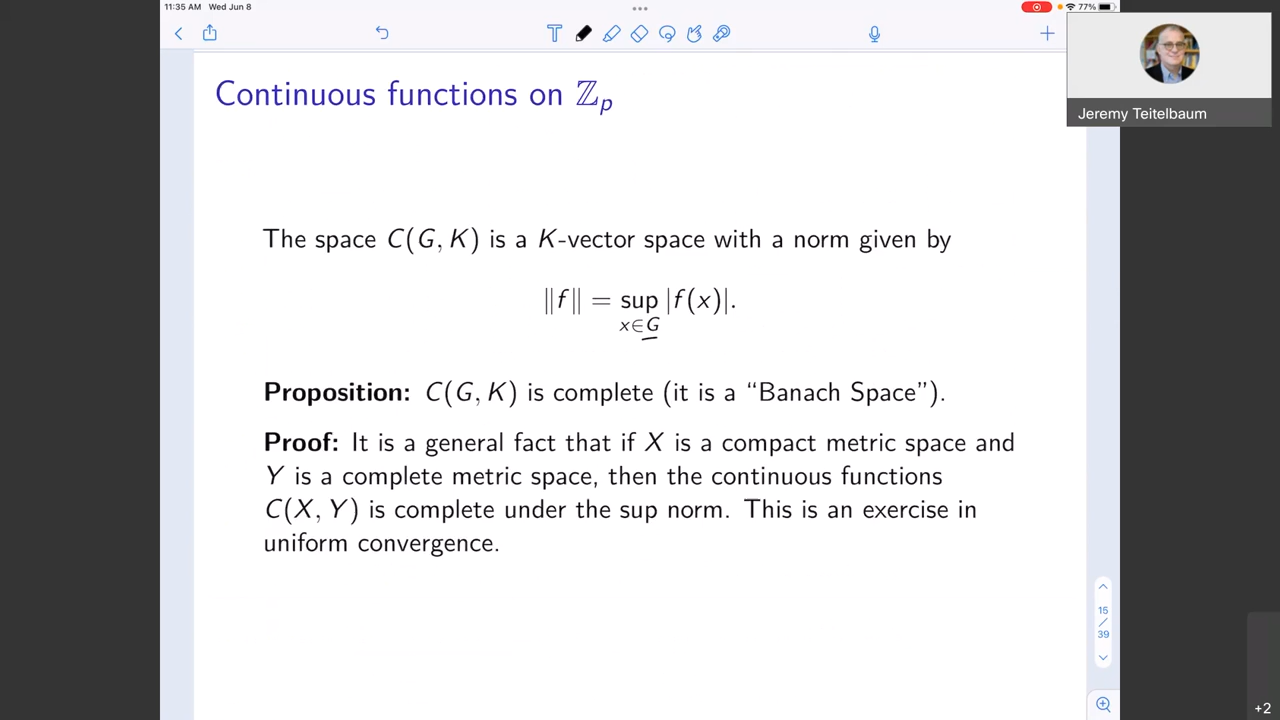 11:35 AM Wed Jun 8
77%
Continuous functions on ℤ_p
Jeremy Teitelbaum
The space C(G, K) is a K-vector space with a norm given by
‖f‖ = sup |f(x)|.
x∈G
Proposition: C(G, K) is complete (it is a “Banach Space”).
Proof: It is a general fact that if X is a compact metric space and
Y is a complete metric space, then the continuous functions
C(X, Y) is complete under the sup norm. This is an exercise in
uniform convergence.
15
/
39
+2